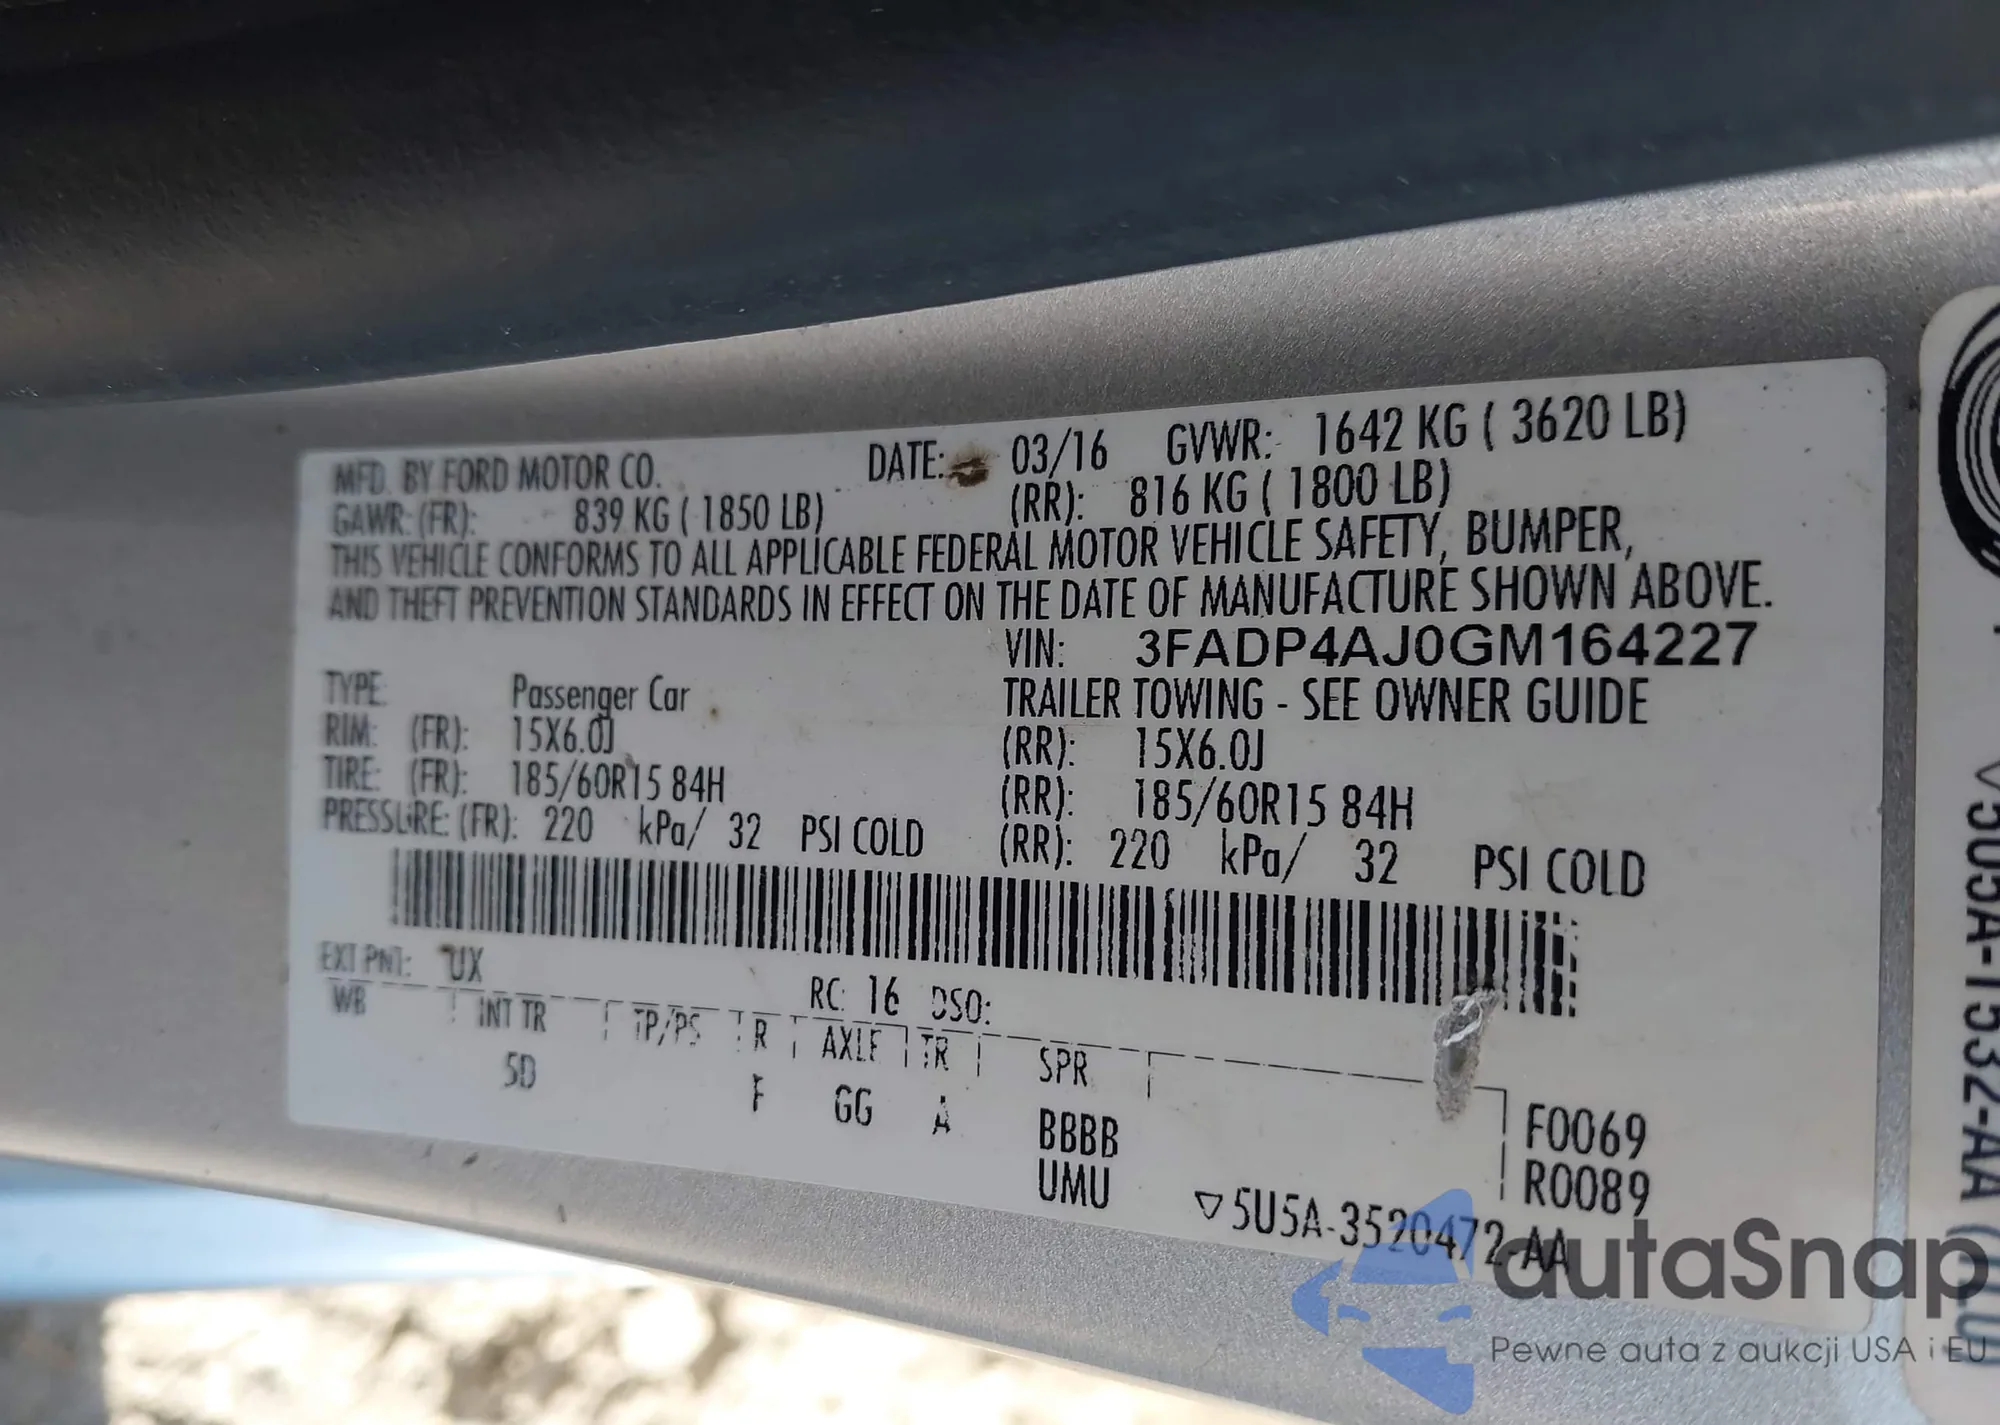 MFD. BY FORD MOTOR CO. DATE: 03/16 GVWR: 1642 KG ( 3620 LB)
GAWR: (FR): 839 KG ( 1850 LB) (RR): 816 KG ( 1800 LB)
THIS VEHICLE CONFORMS TO ALL APPLICABLE FEDERAL MOTOR VEHICLE SAFETY, BUMPER,
AND THEFT PREVENTION STANDARDS IN EFFECT ON THE DATE OF MANUFACTURE SHOWN ABOVE.
VIN: 3FADP4AJ0GM164227
TYPE: Passenger Car TRAILER TOWING - SEE OWNER GUIDE
RIM: (FR): 15X6.0J (RR): 15X6.0J
TIRE: (FR): 185/60R15 84H (RR): 185/60R15 84H
PRESSURE: (FR): 220 kPa/ 32 PSI COLD (RR): 220 kPa/ 32 PSI COLD
EXT PNT: UX RC: 16 DSO:
WB INT TR TP/PS R AXLE TR SPR
5D F GG A BBBB F0069
UMU R0089
▽5U5A-3520472-AA
autaSnap
Pewne auta z aukcji USA i EU